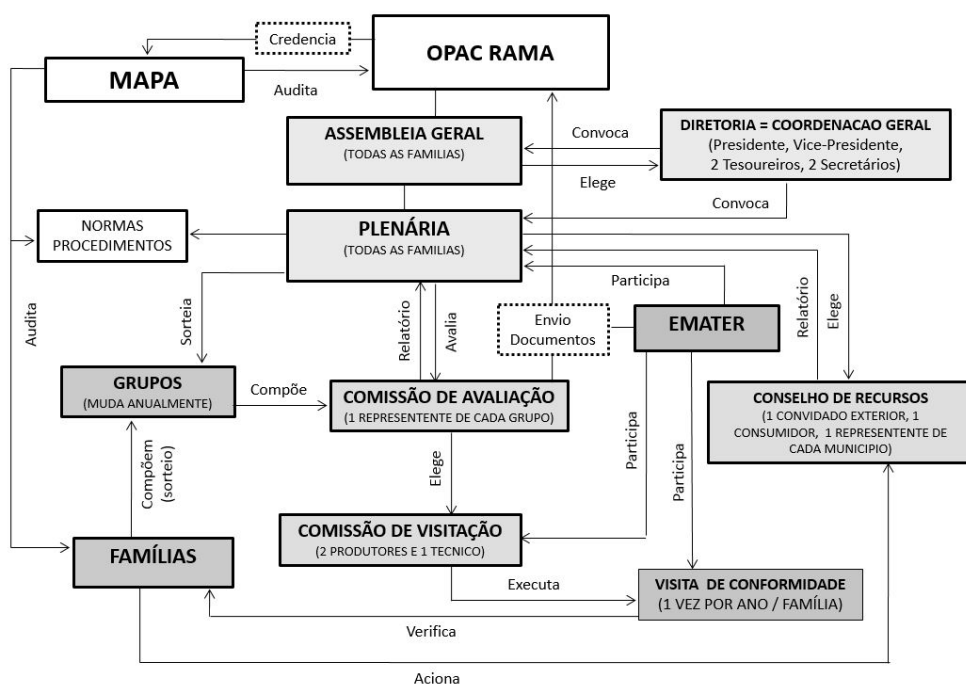 Credencia
OPAC RAMA
MAPA
Audita
ASSEMBLEIA GERAL
(TODAS AS FAMILIAS)
Convoca
Elege
DIRETORIA = COORDENACAO GERAL
(Presidente, Vice-Presidente,
2 Tesoureiros, 2 Secretários)
Convoca
NORMAS
PROCEDIMENTOS
PLENÁRIA
(TODAS AS FAMILIAS)
Participa
Audita
Sorteia
Relatório
Avalia
Envio
Documentos
EMATER
Relatório
Elege
GRUPOS
(MUDA ANUALMENTE)
Compõe
COMISSÃO DE AVALIAÇÃO
(1 REPRESENTENTE DE CADA GRUPO)
CONSELHO DE RECURSOS
(1 CONVIDADO EXTERIOR, 1
CONSUMIDOR, 1 REPRESENTENTE DE
CADA MUNICIPIO)
Compõem
(sorteio)
Elege
Participa
Participa
COMISSÃO DE VISITAÇÃO
(2 PRODUTORES E 1 TECNICO)
FAMÍLIAS
Executa
VISITA DE CONFORMIDADE
(1 VEZ POR ANO / FAMÍLIA)
Verifica
Aciona